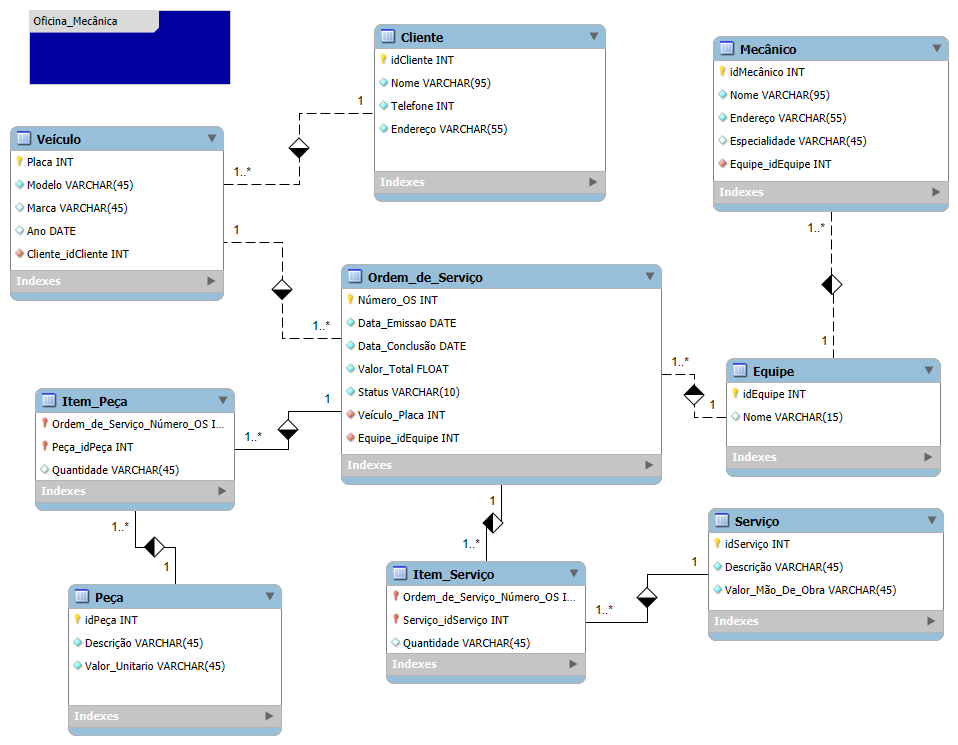 Oficina_Mecânica
Cliente
idCliente INT
Nome VARCHAR(95)
Telefone INT
Endereço VARCHAR(55)
Indexes
Mecânico
idMecânico INT
Nome VARCHAR(95)
Endereço VARCHAR(55)
Especialidade VARCHAR(45)
Equipe_idEquipe INT
Indexes
1
1..*
Veículo
Placa INT
Modelo VARCHAR(45)
Marca VARCHAR(45)
Ano DATE
Cliente_idCliente INT
Indexes
1
1..*
1..*
1
Ordem_de_Serviço
Número_OS INT
Data_Emissao DATE
Data_Conclusão DATE
Valor_Total FLOAT
Status VARCHAR(10)
Veículo_Placa INT
Equipe_idEquipe INT
Indexes
1..*
1
Equipe
idEquipe INT
Nome VARCHAR(15)
Indexes
Item_Peça
Ordem_de_Serviço_Número_OS I...
Peça_idPeça INT
Quantidade VARCHAR(45)
Indexes
1
1..*
1..*
1
Peça
idPeça INT
Descrição VARCHAR(45)
Valor_Unitario VARCHAR(45)
Indexes
1
1..*
Item_Serviço
Ordem_de_Serviço_Número_OS I...
Serviço_idServiço INT
Quantidade VARCHAR(45)
Indexes
1
1..*
Serviço
idServiço INT
Descrição VARCHAR(45)
Valor_Mão_De_Obra VARCHAR(45)
Indexes